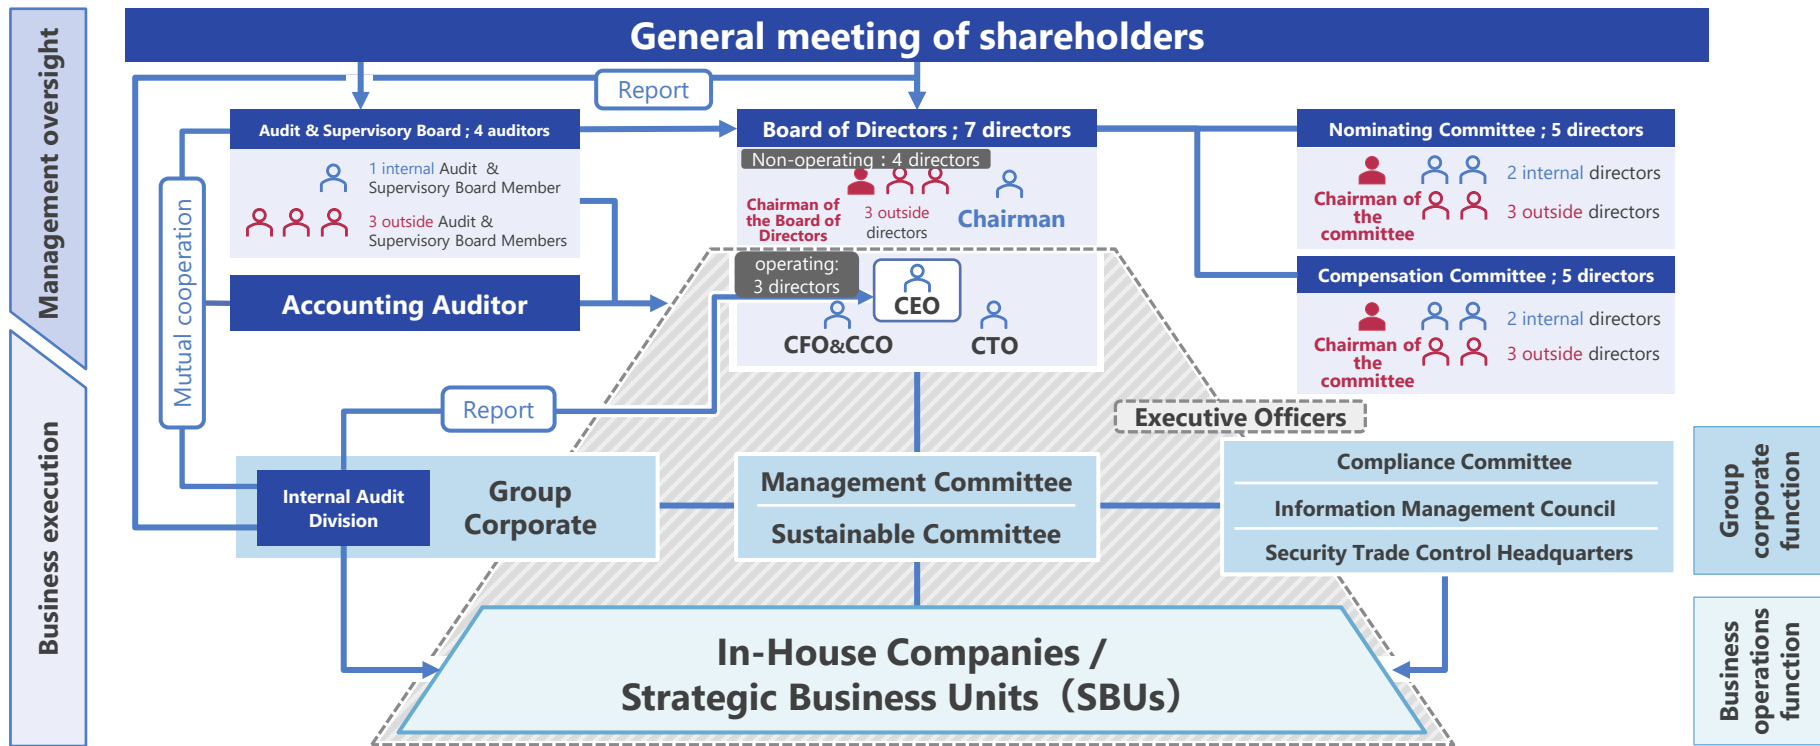 Management oversight
Business execution
General meeting of shareholders
Report
Audit & Supervisory Board ; 4 auditors
1 internal Audit &
Supervisory Board Member
3 outside Audit &
Supervisory Board Members
Mutual cooperation
Accounting Auditor
Board of Directors ; 7 directors
Non-operating : 4 directors
Chairman of
the Board of
Directors
3 outside
directors
Chairman
operating:
3 directors
CEO
CFO&CCO
CTO
Nominating Committee ; 5 directors
Chairman of
the
committee
2 internal directors
3 outside directors
Compensation Committee ; 5 directors
Chairman of
the
committee
2 internal directors
3 outside directors
Report
Executive Officers
Internal Audit
Division
Group
Corporate
Management Committee
Sustainable Committee
Compliance Committee
Information Management Council
Security Trade Control Headquarters
Group
corporate
function
In-House Companies /
Strategic Business Units（SBUs）
Business
operations
function